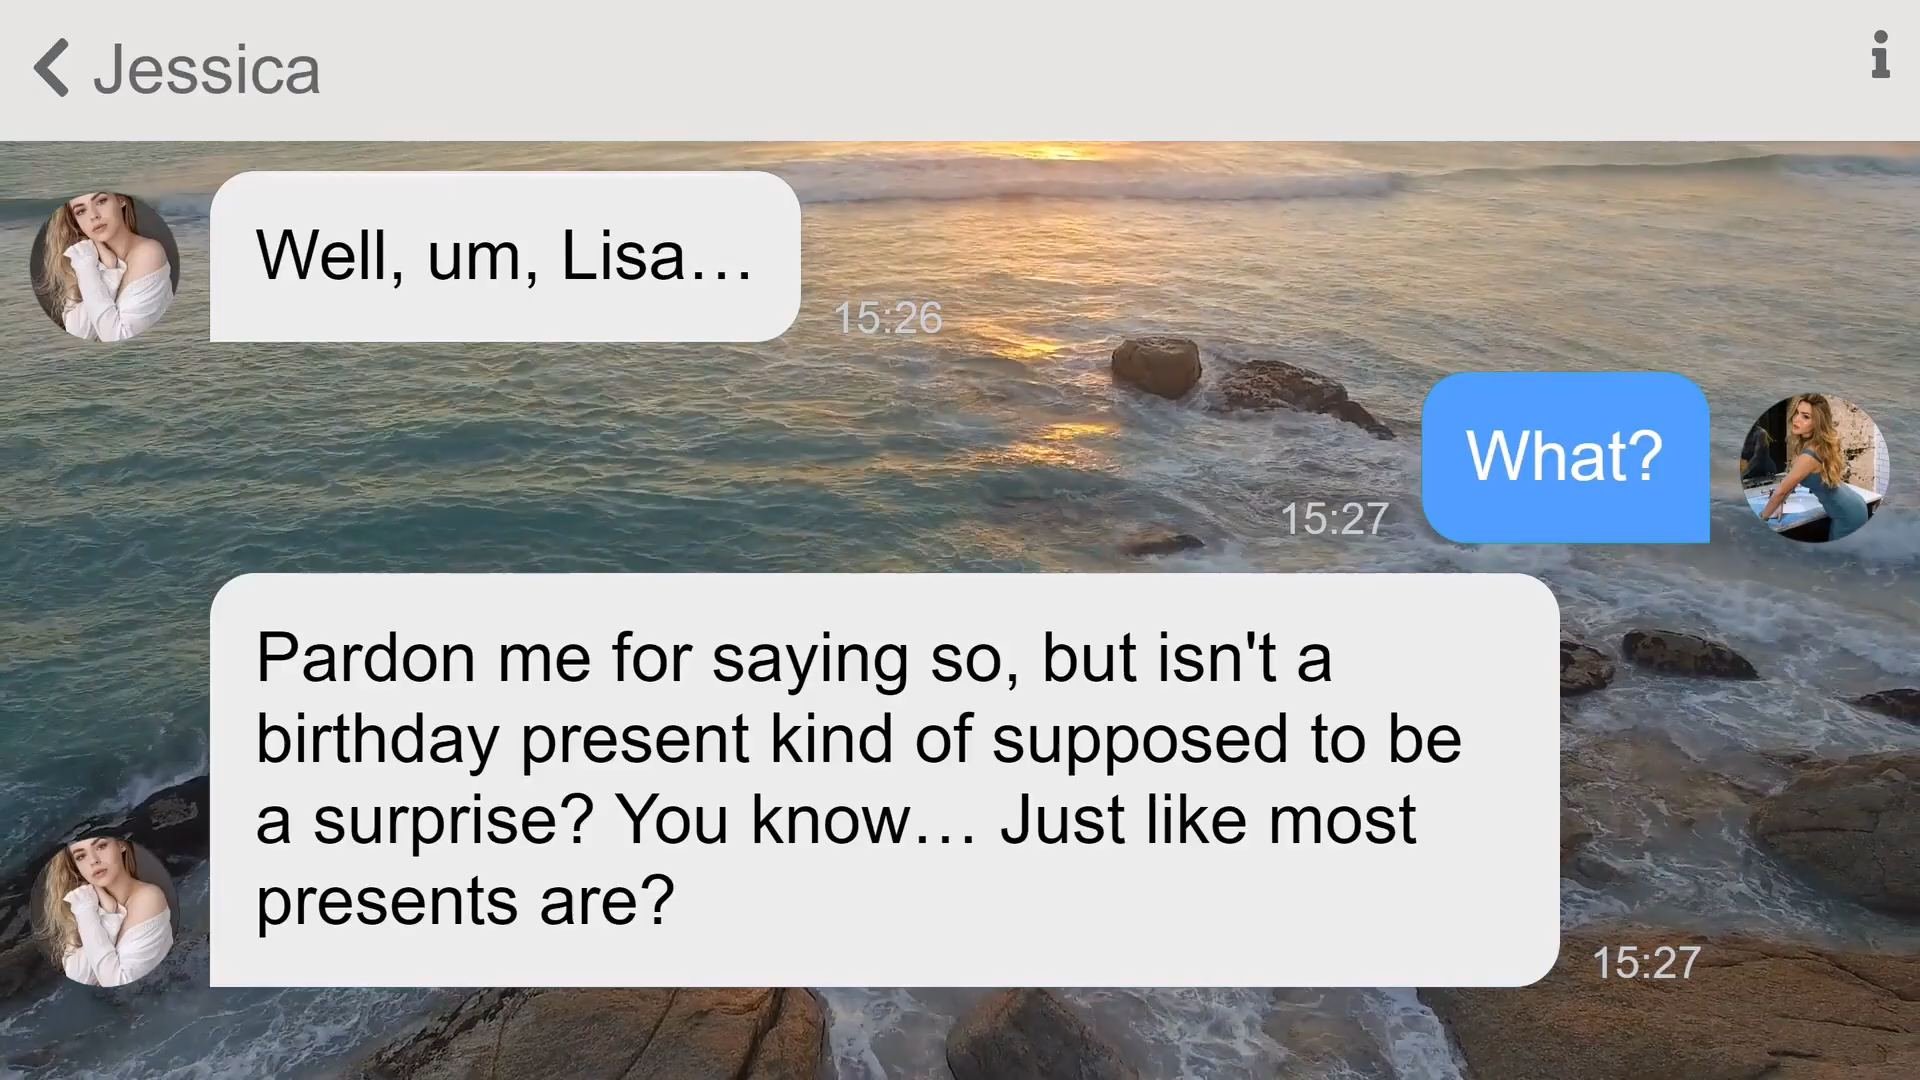 Jessica
Well, um, Lisa…
15:26
What?
15:27
Pardon me for saying so, but isn't a
birthday present kind of supposed to be
a surprise? You know… Just like most
presents are?
15:27